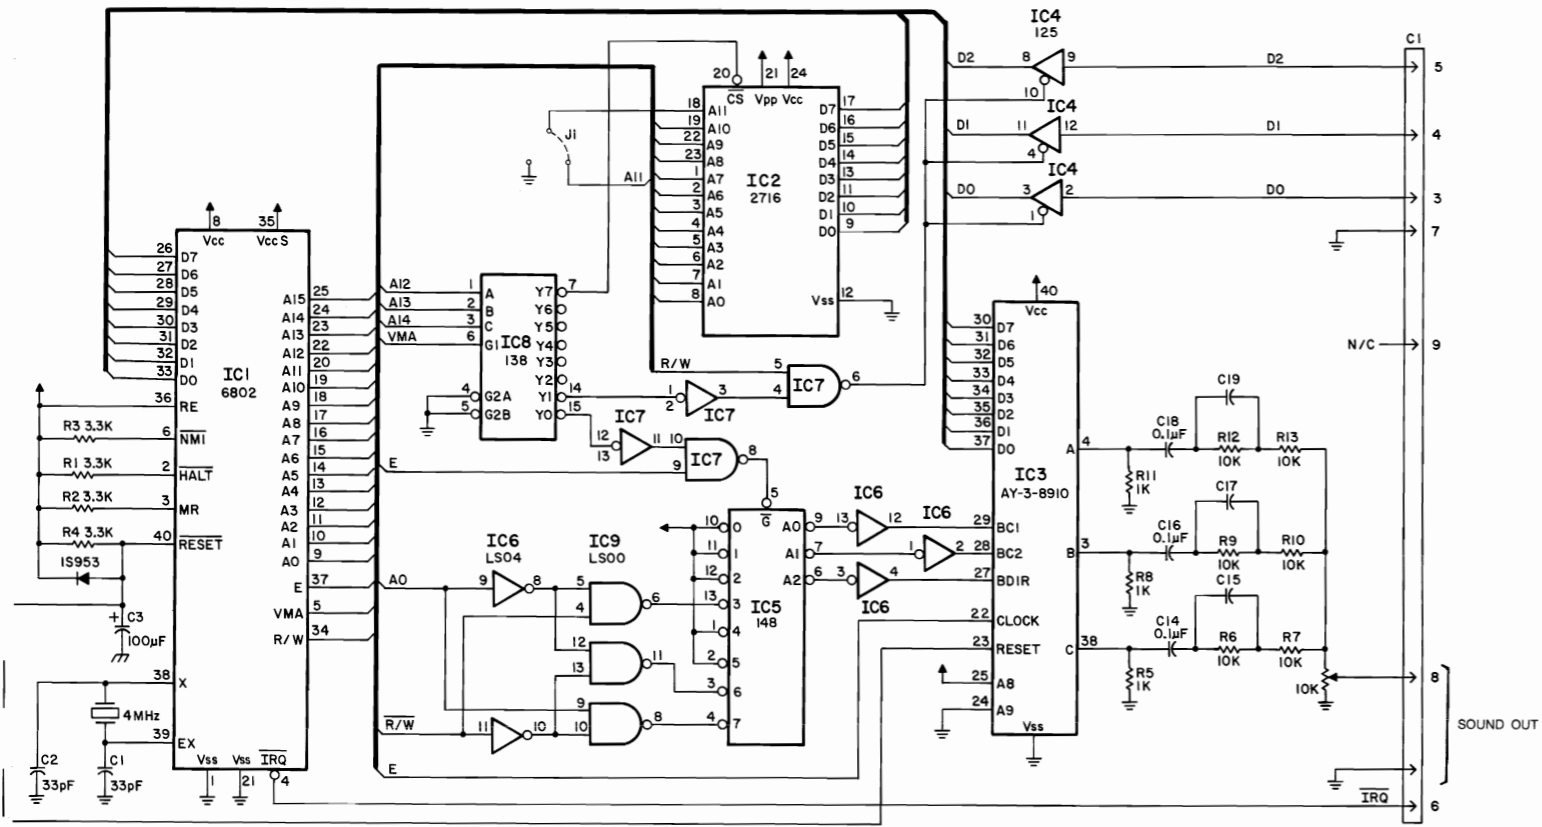 IC4
125
D2 8 9 D2 5
10
IC4
D1 11 12 D1 4
4
IC4
D0 3 2 D0 3
1
7
N/C 9
C1
20 21 24
CS Vpp Vcc
18 A11
19 A10
22 A9
23 A8
1 A7
2 A6
3 A5
4 A4
5 A3
6 A2
7 A1
8 A0
IC2
2716
D7 17
D6 16
D5 15
D4 14
D3 13
D2 11
D1 10
D0 9
Vss 12
J1
A11
8 35
Vcc VccS
26 D7
27 D6
28 D5
29 D4
30 D3
31 D2
32 D1
33 D0
36 RE
6 NMI
2 HALT
3 MR
40 RESET
38 X
39 EX
IC1
6802
A15 25
A14 24
A13 23
A12 22
A11 20
A10 19
A9 18
A8 17
A7 16
A6 15
A5 14
A4 13
A3 12
A2 11
A1 10
A0 9
E 37
VMA 5
R/W 34
Vss Vss IRQ
1 21 4
R3 3.3K
R1 3.3K
R2 3.3K
R4 3.3K
1S953
+ C3
100µF
4MHz
C2
33pF
C1
33pF
A12 1 A
A13 2 B
A14 3 C
VMA 6 G1
4 G2A
5 G2B
IC8
138
Y7 7
Y6
Y5
Y4
Y3
Y2
Y1 14
Y0 15
R/W 5
1 2 3 4
IC7
IC7 6
IC7
12 13 11 10
E 9
IC7 8
5
G
A0
IC6
LS04
9 8
IC9
LS00
5 4 6
12 13 11
9 10 8
R/W 11 10
E
10 0
11 1
12 2
13 3
1 4
2 5
3 6
4 7
IC5
148
A0 9
A1 7
A2 6
IC6
13 12
IC6
1 2
3 4
IC6
40
Vcc
30 D7
31 D6
32 D5
33 D4
34 D3
35 D2
36 D1
37 D0
IC3
AY-3-8910
29 BC1
28 BC2
27 BDIR
22 CLOCK
23 RESET
25 A8
24 A9
Vss
A 4
B 3
C 38
C19
C18
0.1µF
R12
10K
R13
10K
R11
1K
C17
C16
0.1µF
R9
10K
R10
10K
R8
1K
C15
C14
0.1µF
R6
10K
R7
10K
R5
1K
10K
8
SOUND OUT
IRQ 6